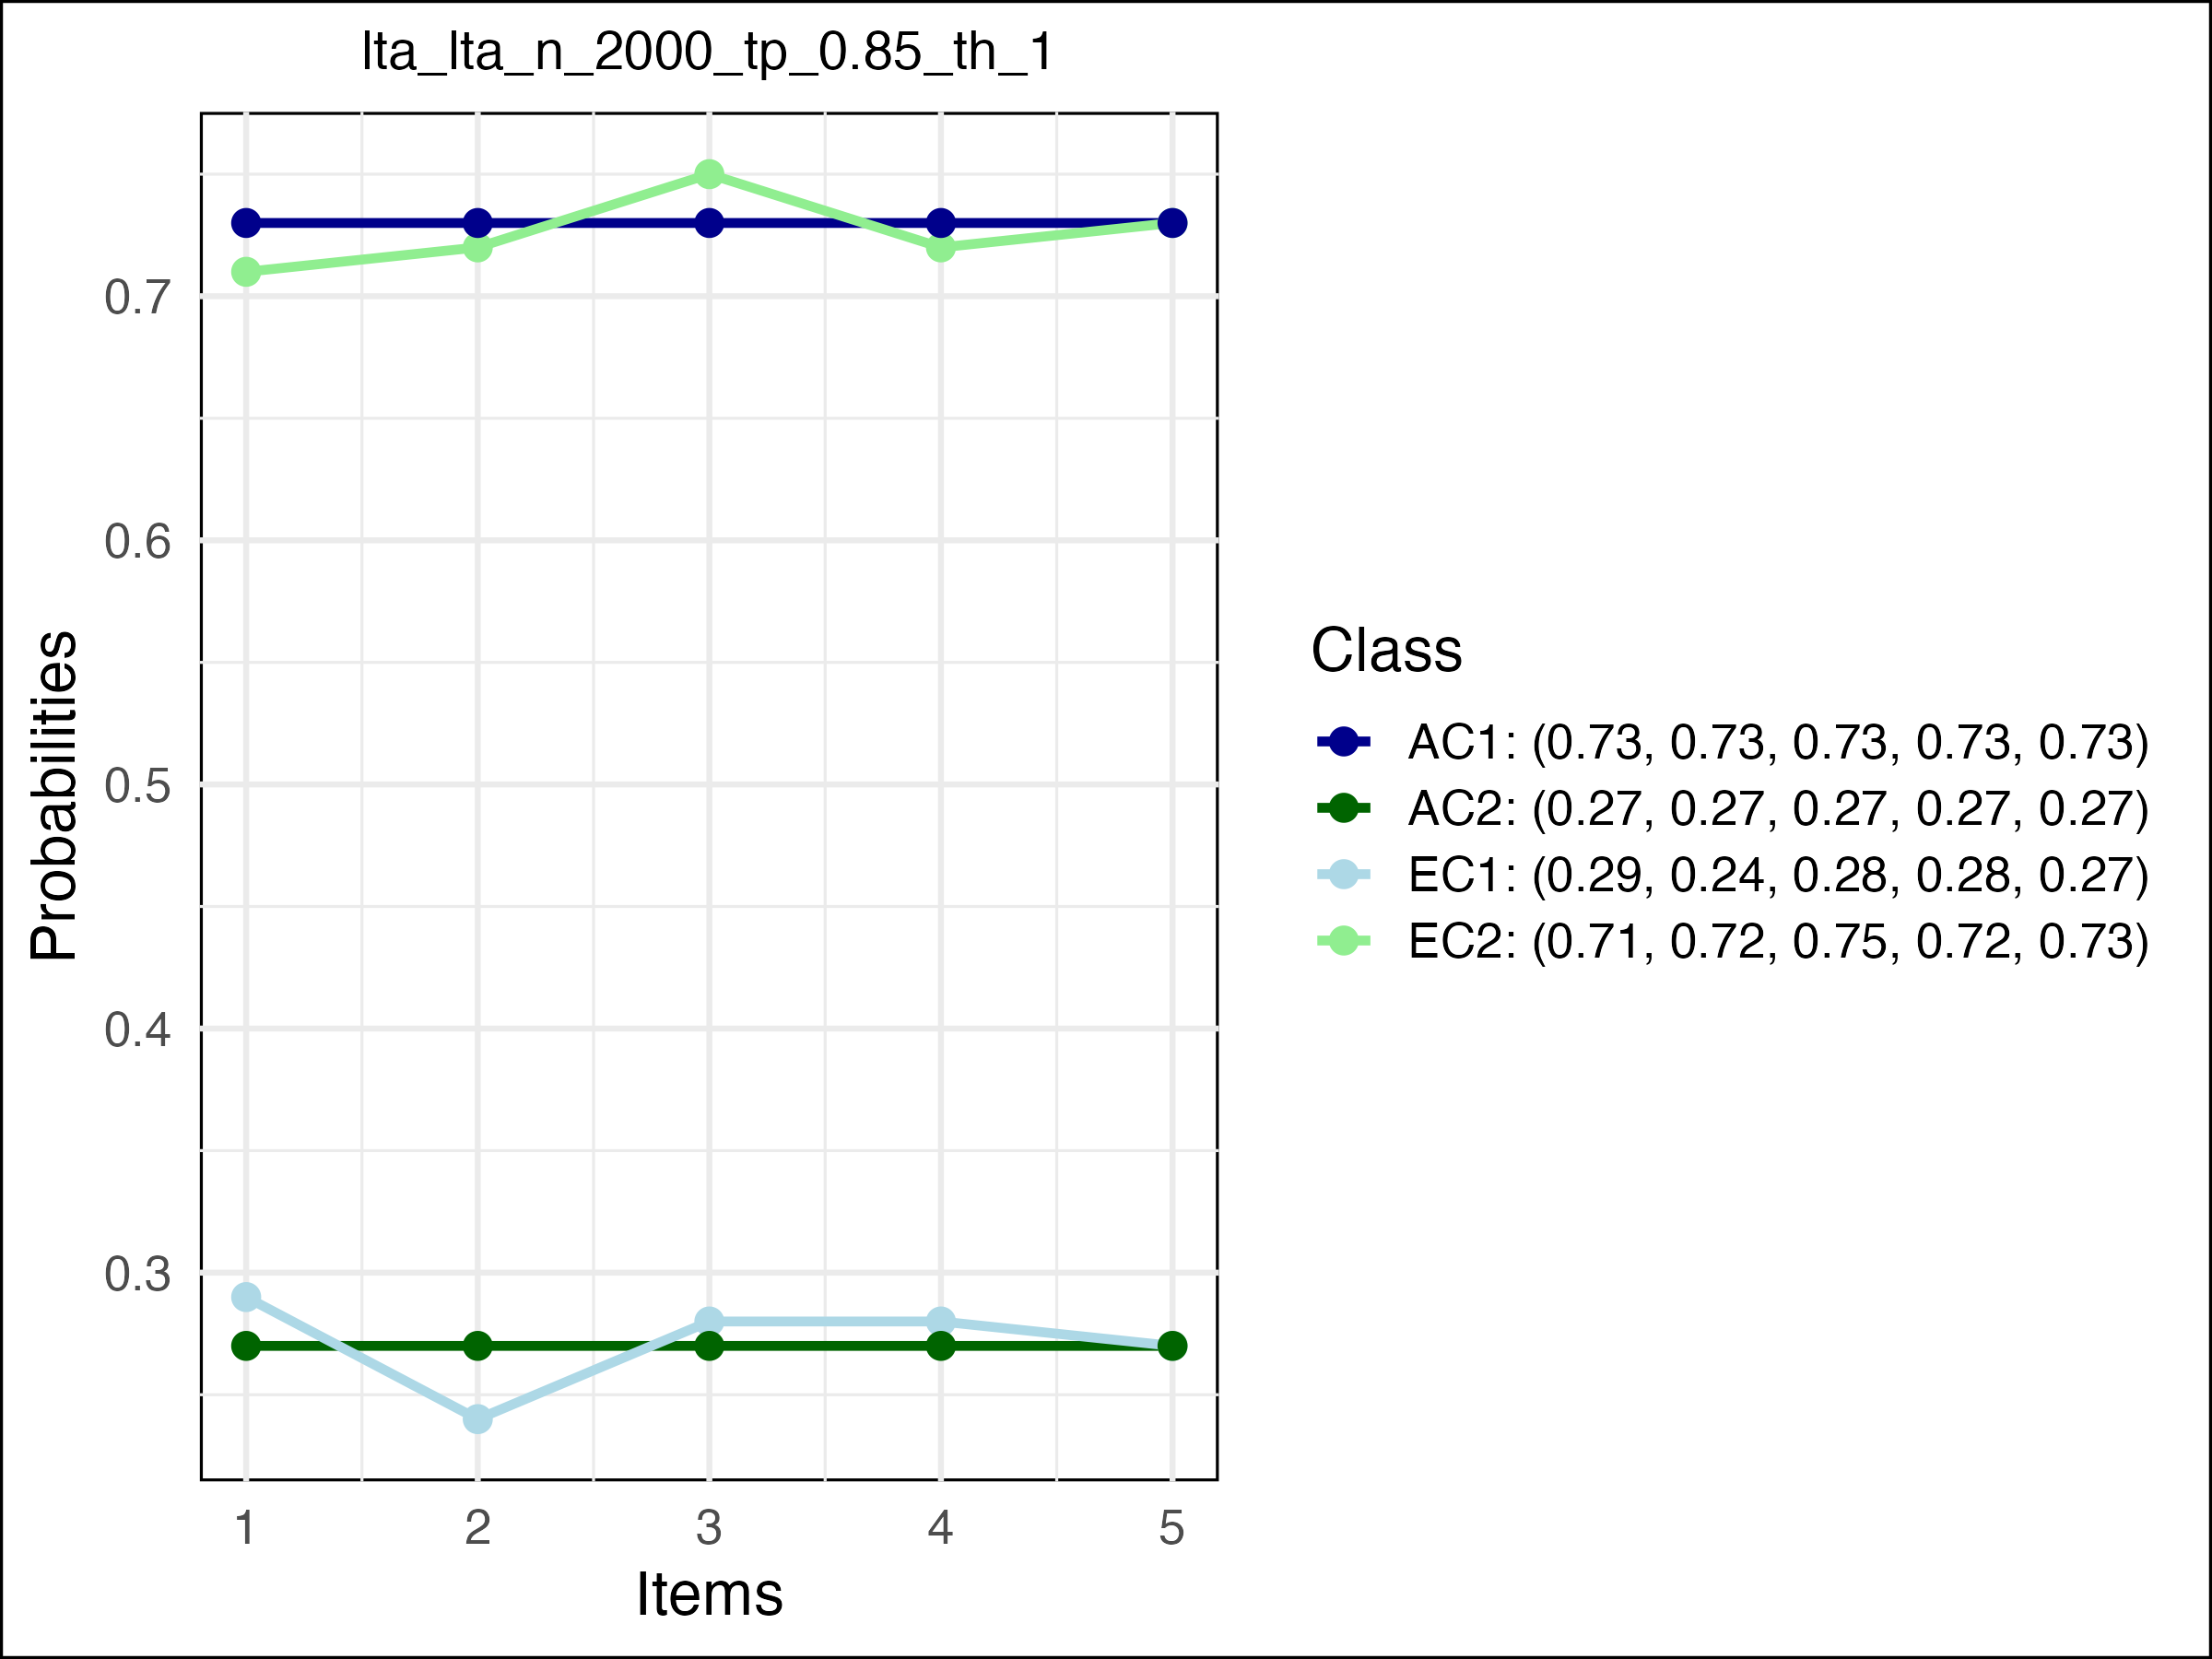 lta_lta_n_2000_tp_0.85_th_1
Probabilities
0.7
0.6
0.5
0.4
0.3
1 2 3 4 5
Items
Class
AC1: (0.73, 0.73, 0.73, 0.73, 0.73)
AC2: (0.27, 0.27, 0.27, 0.27, 0.27)
EC1: (0.29, 0.24, 0.28, 0.28, 0.27)
EC2: (0.71, 0.72, 0.75, 0.72, 0.73)